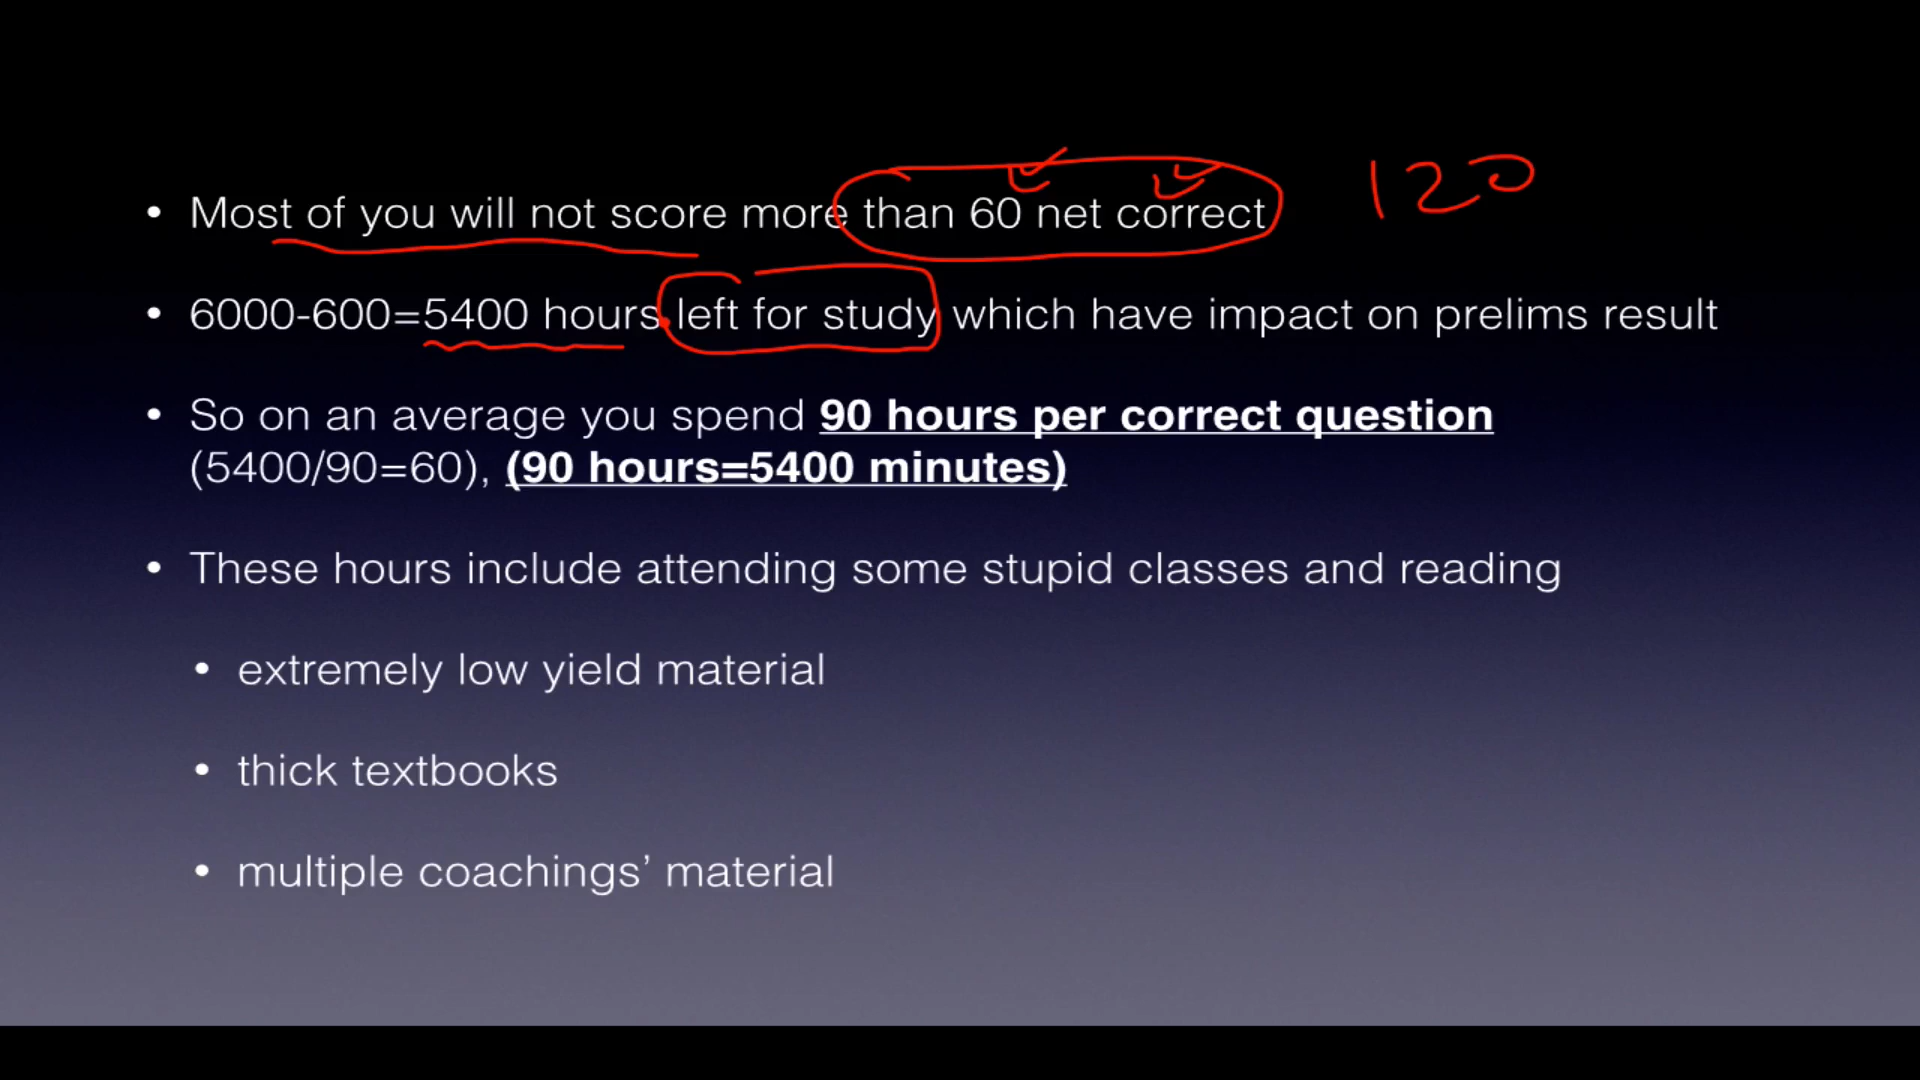 • Most of you will not score more than 60 net correct 120
• 6000-600=5400 hours left for study which have impact on prelims result
• So on an average you spend 90 hours per correct question
(5400/90=60), (90 hours=5400 minutes)
• These hours include attending some stupid classes and reading
• extremely low yield material
• thick textbooks
• multiple coachings’ material